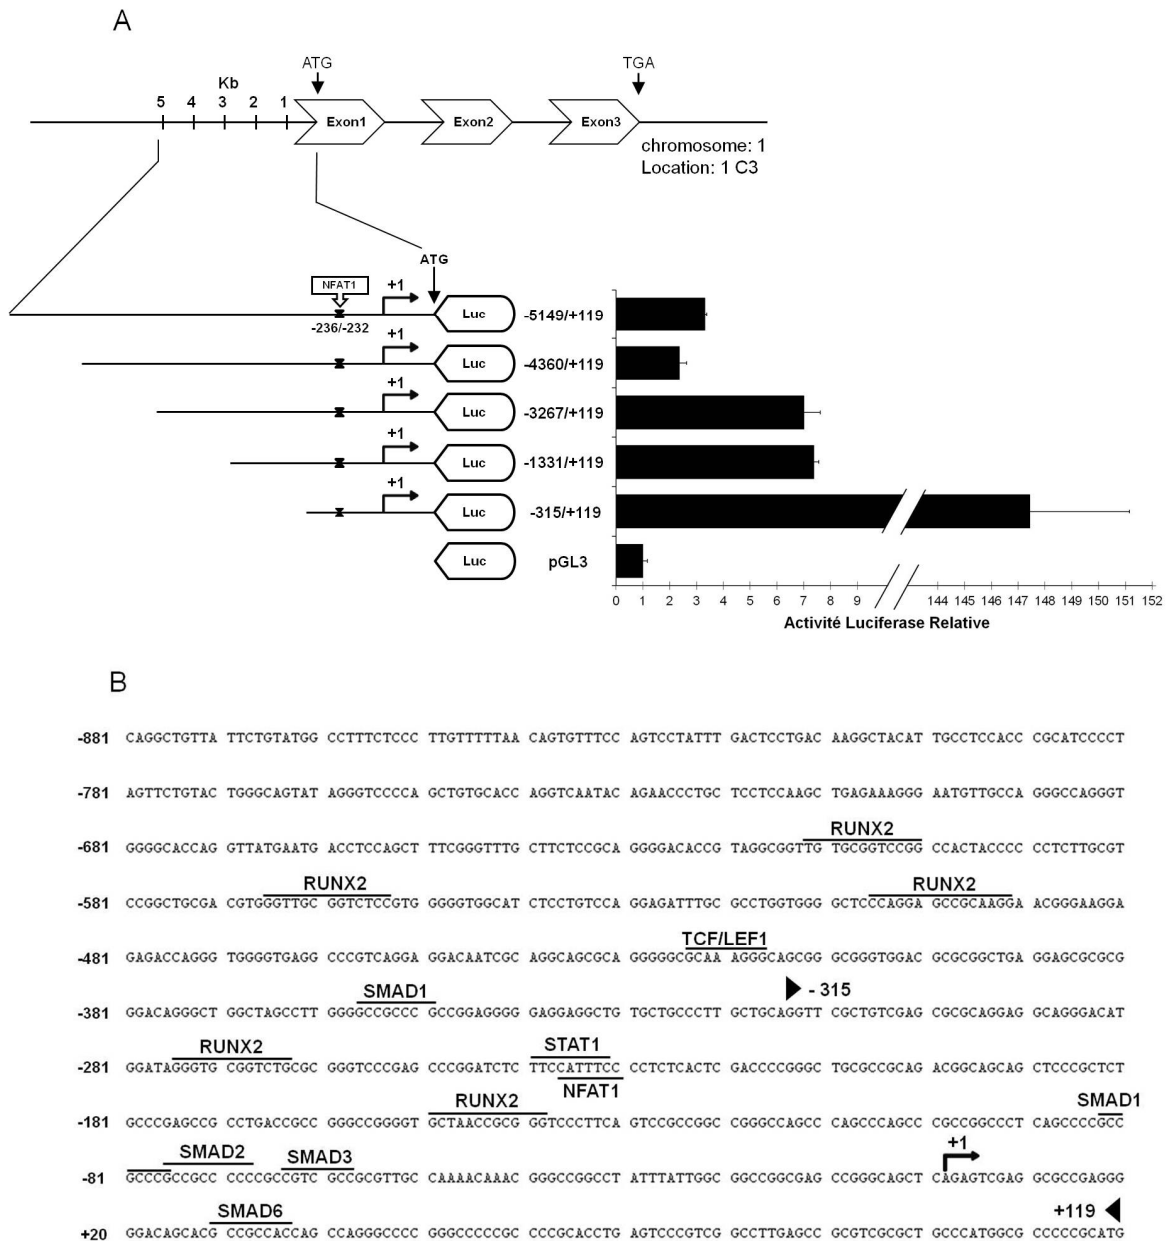 A
ATG
TGA
Kb
5 4 3 2 1
Exon1 Exon2 Exon3
chromosome: 1
Location: 1 C3
ATG
NFAT1
+1
-236/-232
Luc -5149/+119
+1
Luc -4360/+119
+1
Luc -3267/+119
+1
Luc -1331/+119
+1
Luc -315/+119
Luc pGL3
0 1 2 3 4 5 6 7 8 9 144 145 146 147 148 149 150 151 152
Activité Luciferase Relative
B
-881 CAGGCTGTTA TTCTGTATGG CCTTTCTCCC TTGTTTTTAA CAGTGTTTCC AGTCCTATTT GACTCCTGAC AAGGCTACAT TGCCTCCACC CGCATCCCCT
-781 AGTTCTGTAC TGGGCAGTAT AGGGTCCCCA GCTGTGCACC AGGTCAATAC AGAACCCTGC TCCTCCAAGC TGAGAAAGGG AATGTTGCCA GGGCCAGGGT
RUNX2
-681 GGGGCACCAG GTTATGAATG ACCTCCAGCT TTCGGGTTTG CTTCTCCGCA GGGGACACCG TAGGCGGTTG TGCGGTCCGG CCACTACCCC CCTCTTGCGT
RUNX2 RUNX2
-581 CCGGCTGCGA CGTGGGTTGC GGTCTCCGTG GGGGTGGCAT CTCCTGTCCA GGAGATTTGC GCCTGGTGGG GCTCCCAGGA GCCGCAAGGA ACGGGAAGGA
TCF/LEF1
-481 GAGACCAGGG TGGGGTGAGG CCCGTCAGGA GGACAATCGC AGGCAGCGCA GGGGGCGCAA AGGGCAGCGG GCGGGTGGAC GCGCGGCTGA GGAGCGCGCG
SMAD1 - 315
-381 GGACAGGGCT GGCTAGCCTT GGGGCCGCCC GCCGGAGGGG GAGGAGGCTG TGCTGCCCTT GCTGCAGGTT CGCTGTCGAG CGCGCAGGAG GCAGGGACAT
RUNX2 STAT1
-281 GGATAGGGTG CGGTCTGCGC GGGTCCCGAG CCCGGATCTC TTCCATTTCC CCTCTCACTC GACCCCGGGC TGCGCCGCAG ACGGCAGCAG CTCCCGCTCT
NFAT1
RUNX2 SMAD1
-181 GCCCGAGCCG CCTGACCGCC GGGCCGGGGT GCTAACCGCG GGTCCCTTCA GTCCGCCGGC CGGGCCAGCC CAGCCCAGCC CGCCGGCCCT CAGCCCCGCC
SMAD2 SMAD3 +1
-81 GCCCGCCGCC CCCCCGCCGTC GCCGCGTTGC CAAAACAAAC GGGCCGGCCT ATTTATTGGC GGCCGGCGAG CCGGGCAGCT CAGAGTCGAG GCGCCGAGGG
SMAD6 +119
+20 GGACAGCACG GCCGCCACCAG CCAGGGCCCC GGGCCCCCGC CCCGCACCTG AGTCCCGTCG GCCTTGAGCC GCGTCGCGCT GCCCATGGCG CCCCCGCATG